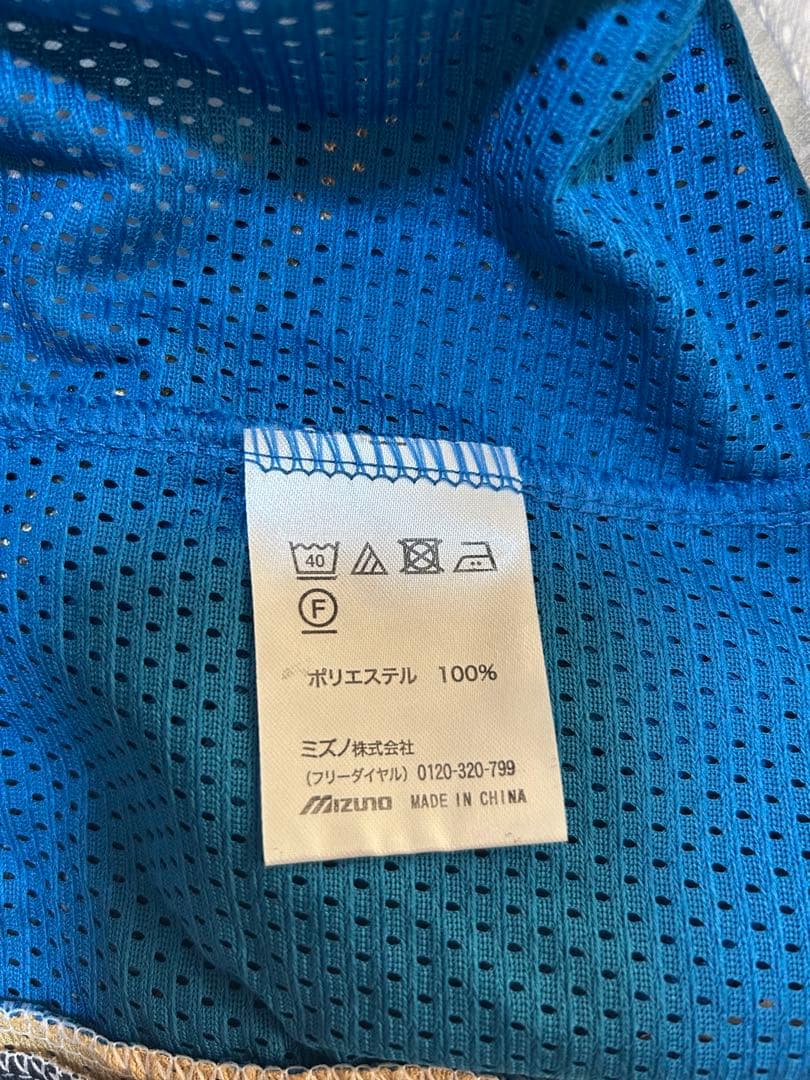 40
F
ポリエステル 100%
ミズノ株式会社
(フリーダイヤル) 0120-320-799
MIZUNO MADE IN CHINA